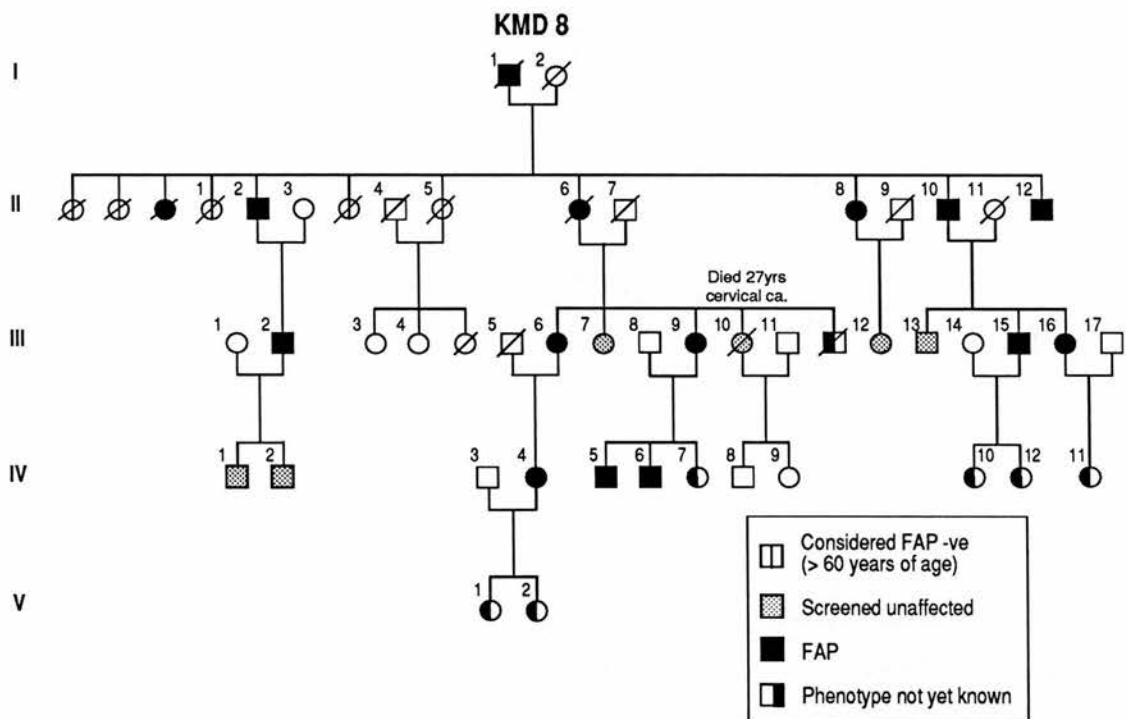 KMD 8
I 1 2
II 1 2 3 4 5 6 7 8 9 10 11 12
Died 27yrs
cervical ca.
III 1 2 3 4 5 6 7 8 9 10 11 12 13 14 15 16 17
IV 1 2 3 4 5 6 7 8 9 10 12 11
V 1 2
Considered FAP -ve
(> 60 years of age)
Screened unaffected
FAP
Phenotype not yet known